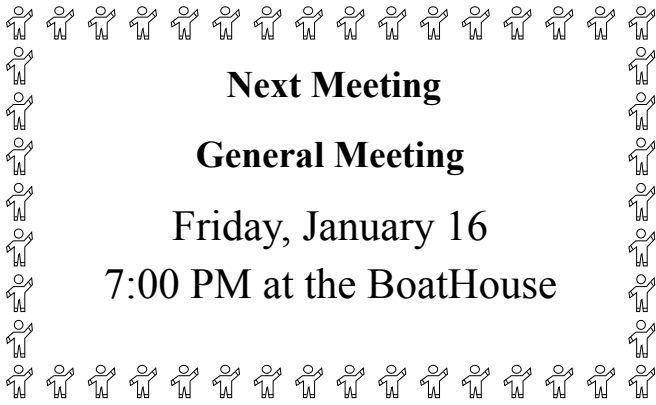 Next Meeting
General Meeting
Friday, January 16
7:00 PM at the BoatHouse